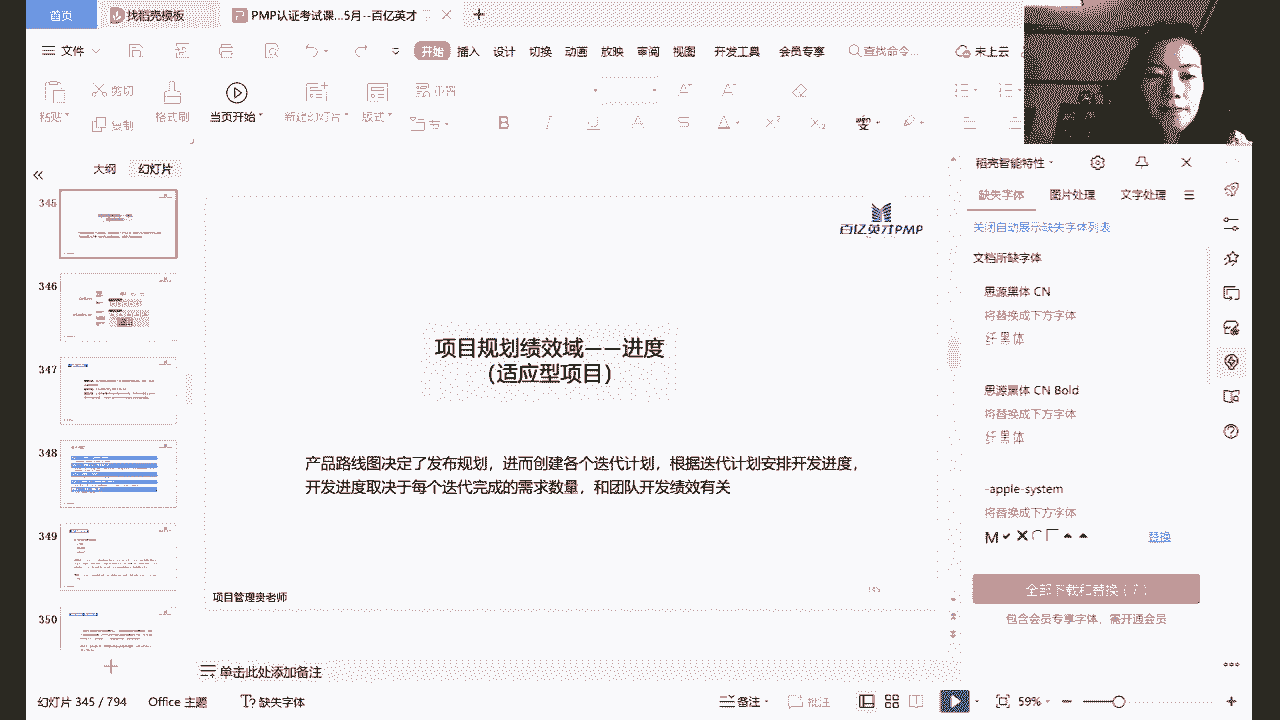 首页
找稻壳模板
PMP认证考试课...5月--百亿英才
文件
开始
插入
设计
切换
动画
放映
审阅
视图
开发工具
会员专享
查找命令...
未上云
粘贴
剪切
复制
格式刷
当页开始
新建幻灯片
版式
节
大纲
幻灯片
345
346
347
348
349
350
百亿英才PMP
项目规划绩效域——进度
（适应型项目）
产品路线图决定了发布规划，进而创建各个迭代计划，根据迭代计划安排开发进度，
开发进度取决于每个迭代完成的需求数量，和团队开发绩效有关
项目管理娄老师
345
单击此处添加备注
稻壳智能特性
缺失字体
图片处理
文字处理
关闭自动展示缺失字体列表
文档所缺字体
思源黑体 CN
将替换成下方字体
纤黑体
思源黑体 CN Bold
将替换成下方字体
纤黑体
-apple-system
将替换成下方字体
替换
全部下载和替换（7）
包含会员专享字体，需开通会员
幻灯片 345 / 794
Office 主题
缺失字体
备注
批注
59%